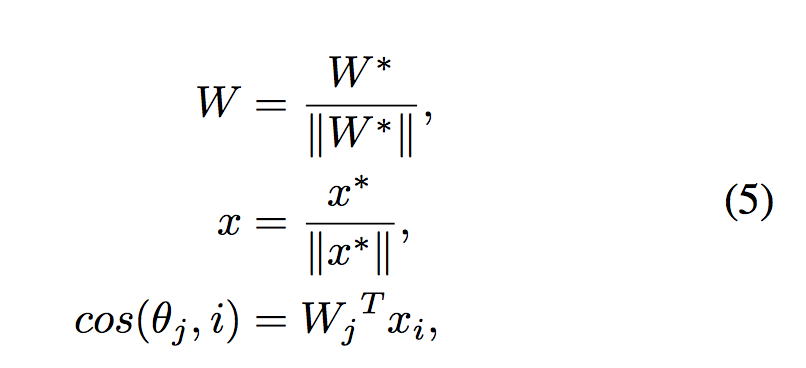 W = W* / ‖W*‖,
x = x* / ‖x*‖,
(5)
cos(θ_j, i) = W_j^T x_i,